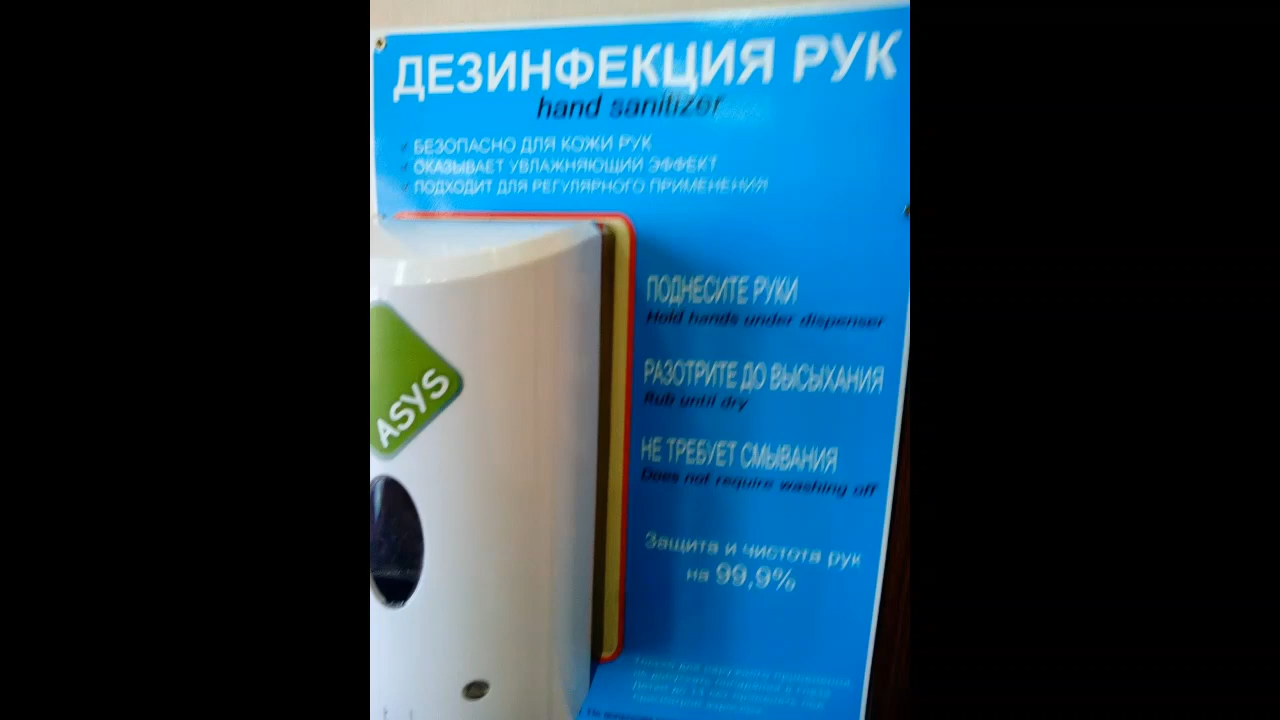 ДЕЗИНФЕКЦИЯ РУК
hand sanitizer
БЕЗОПАСНО ДЛЯ КОЖИ РУК
ОКАЗЫВАЕТ УВЛАЖНЯЮЩИЙ ЭФФЕКТ
ПОДХОДИТ ДЛЯ РЕГУЛЯРНОГО ПРИМЕНЕНИЯ
ПОДНЕСИТЕ РУКИ
Hold hands under dispenser
РАЗОТРИТЕ ДО ВЫСЫХАНИЯ
Rub until dry
НЕ ТРЕБУЕТ СМЫВАНИЯ
Does not require washing off
Защита и чистота рук
на 99,9%
ASYS